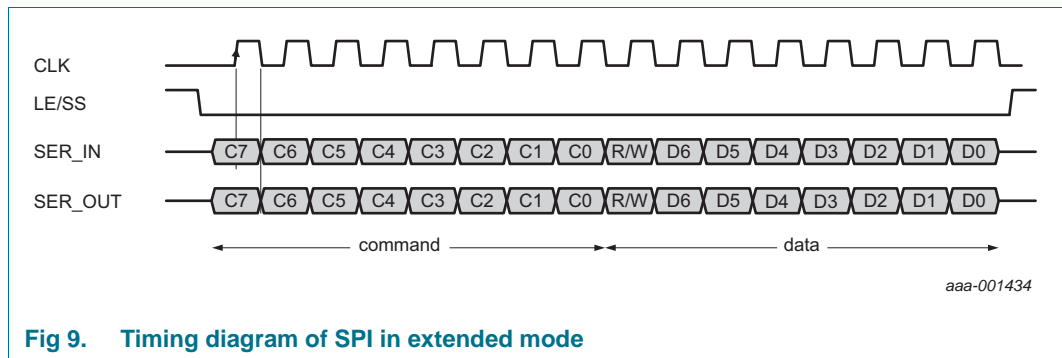 CLK
LE/SS
SER_IN C7 C6 C5 C4 C3 C2 C1 C0 R/W D6 D5 D4 D3 D2 D1 D0
SER_OUT C7 C6 C5 C4 C3 C2 C1 C0 R/W D6 D5 D4 D3 D2 D1 D0
command data
aaa-001434
Fig 9. Timing diagram of SPI in extended mode